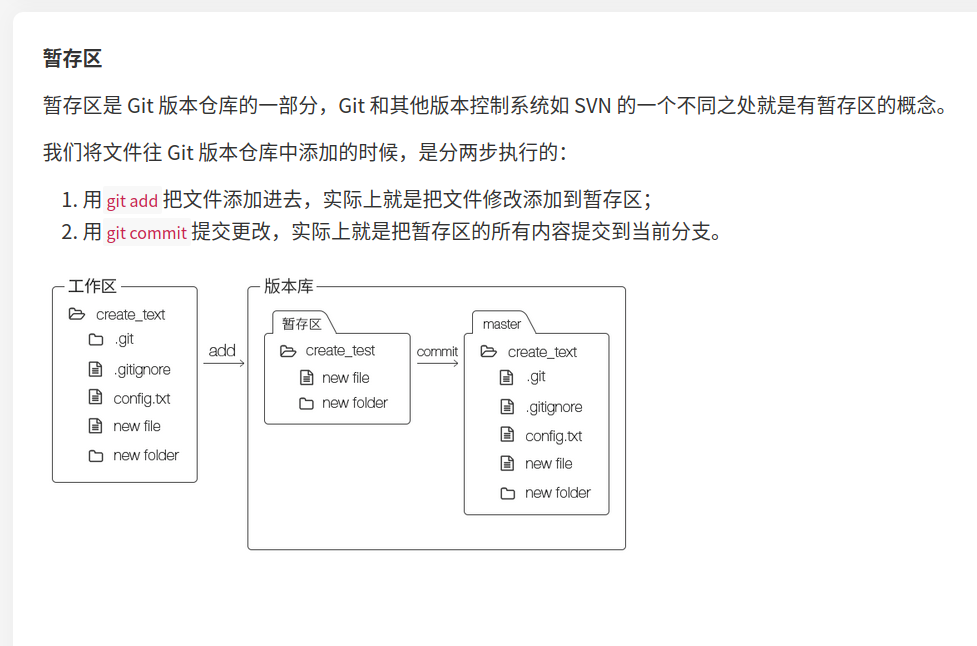 暂存区
暂存区是 Git 版本仓库的一部分，Git 和其他版本控制系统如 SVN 的一个不同之处就是有暂存区的概念。
我们将文件往 Git 版本仓库中添加的时候，是分两步执行的：
1. 用 git add 把文件添加进去，实际上就是把文件修改添加到暂存区；
2. 用 git commit 提交更改，实际上就是把暂存区的所有内容提交到当前分支。
工作区
create_text
.git
.gitignore
config.txt
new file
new folder
add
版本库
暂存区
create_test
new file
new folder
commit
master
create_text
.git
.gitignore
config.txt
new file
new folder